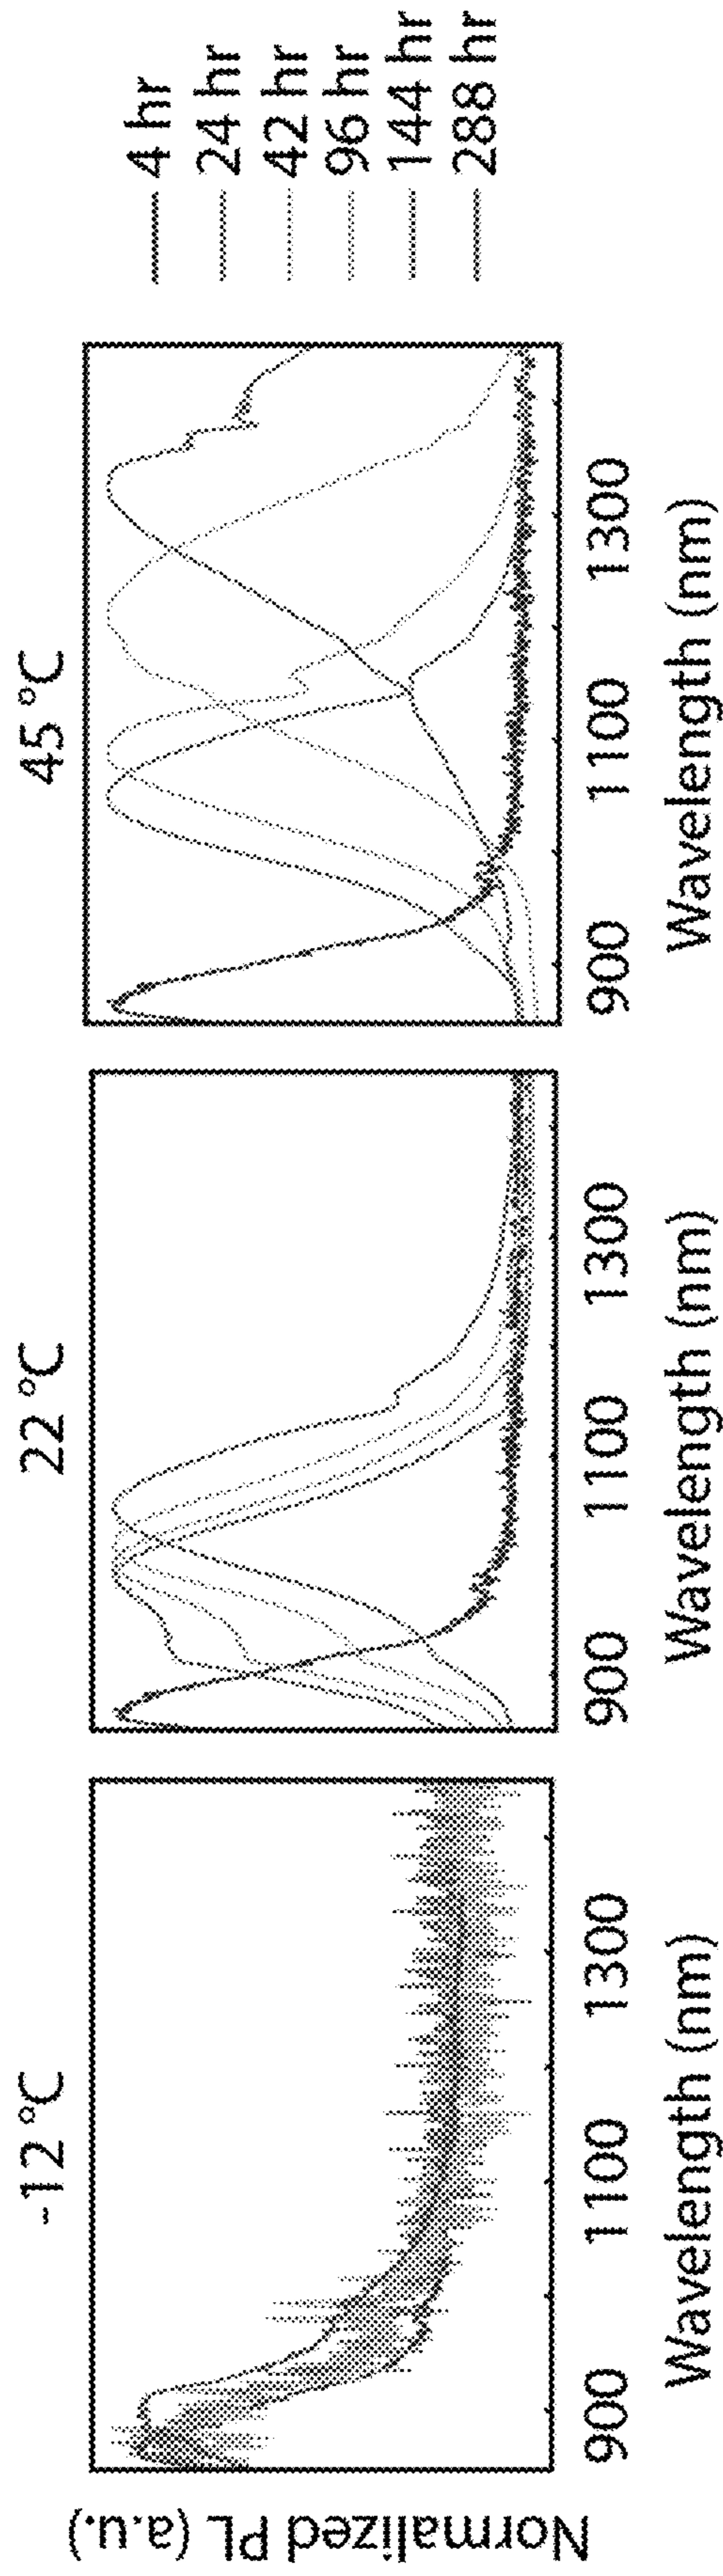 -12 °C
22 °C
45 °C
Normalized PL (a.u.)
900 1100 1300
900 1100 1300
900 1100 1300
Wavelength (nm)
Wavelength (nm)
Wavelength (nm)
4 hr
24 hr
42 hr
96 hr
144 hr
288 hr